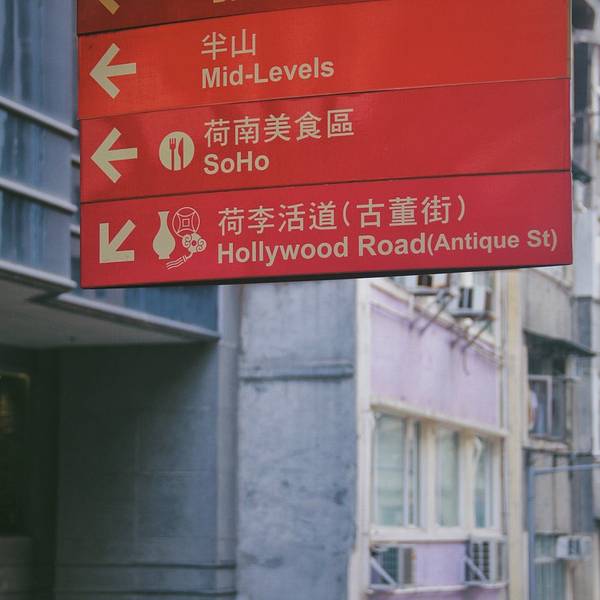 半山
Mid-Levels
荷南美食區
SoHo
荷李活道(古董街)
Hollywood Road(Antique St)